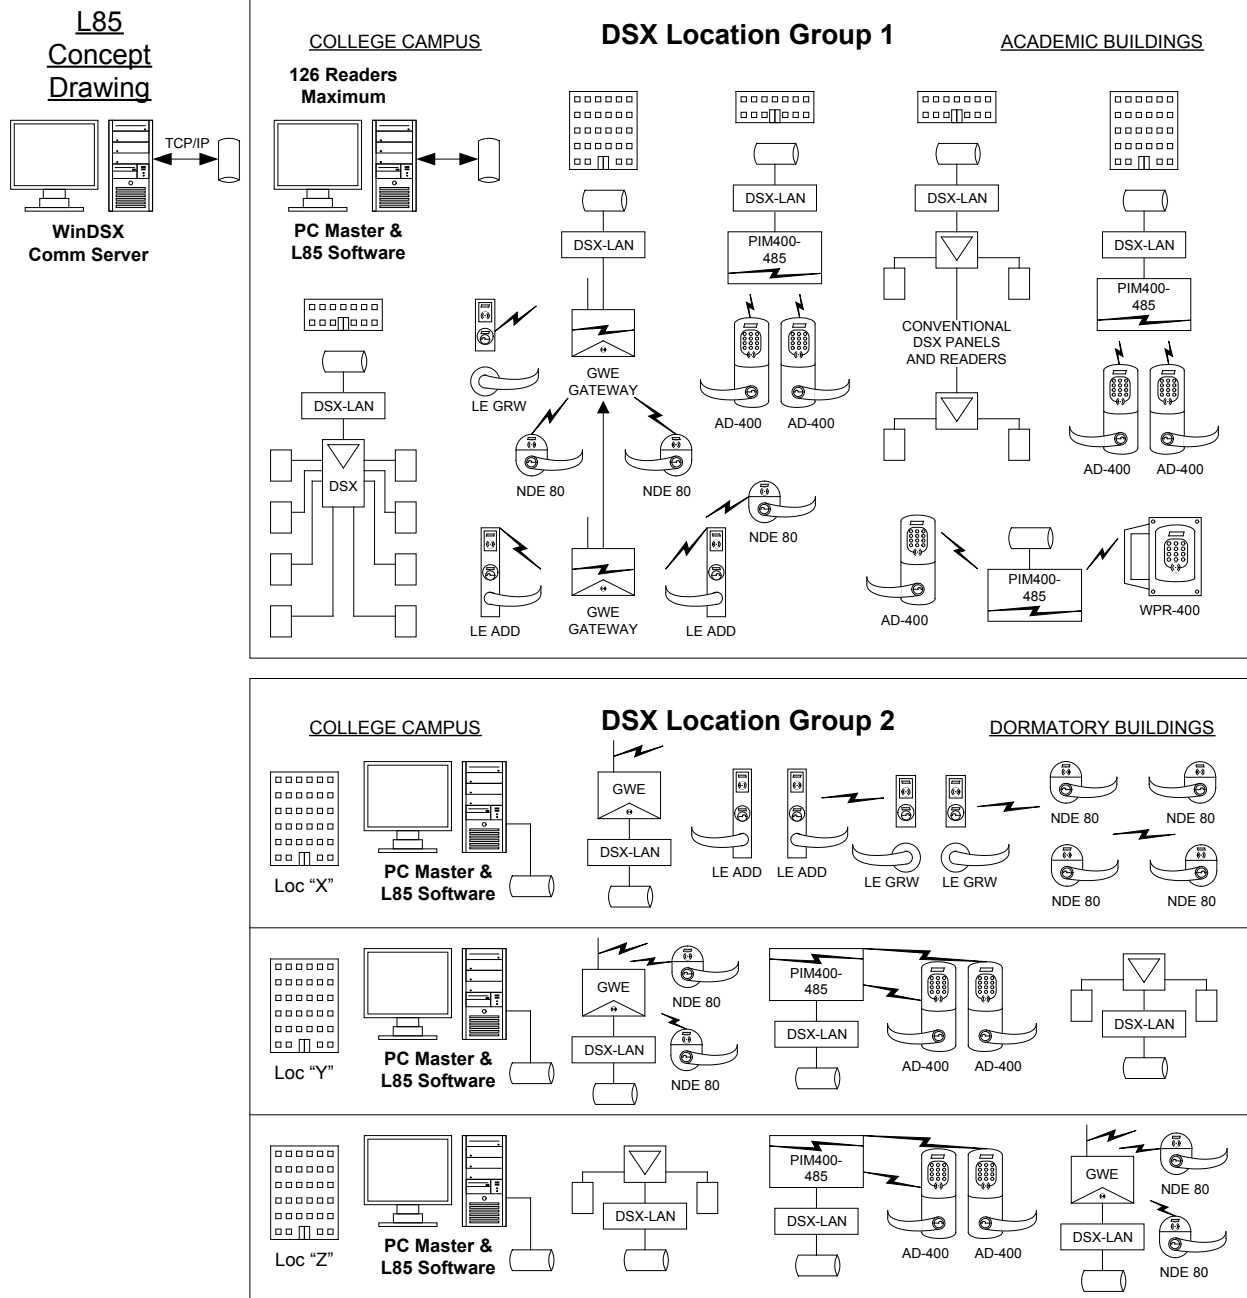 L85
Concept
Drawing
TCP/IP
WinDSX
Comm Server
COLLEGE CAMPUS
DSX Location Group 1
ACADEMIC BUILDINGS
126 Readers
Maximum
PC Master &
L85 Software
DSX-LAN
DSX
DSX-LAN
LE GRW
GWE
GATEWAY
NDE 80
NDE 80
NDE 80
LE ADD
GWE
GATEWAY
LE ADD
DSX-LAN
PIM400-
485
AD-400
AD-400
DSX-LAN
CONVENTIONAL
DSX PANELS
AND READERS
DSX-LAN
PIM400-
485
AD-400
AD-400
AD-400
PIM400-
485
WPR-400
COLLEGE CAMPUS
DSX Location Group 2
DORMATORY BUILDINGS
Loc “X”
PC Master &
L85 Software
GWE
DSX-LAN
LE ADD
LE ADD
LE GRW
LE GRW
NDE 80
NDE 80
NDE 80
NDE 80
Loc “Y”
PC Master &
L85 Software
GWE
DSX-LAN
NDE 80
NDE 80
PIM400-
485
DSX-LAN
AD-400
AD-400
DSX-LAN
Loc “Z”
PC Master &
L85 Software
DSX-LAN
PIM400-
485
DSX-LAN
AD-400
AD-400
GWE
DSX-LAN
NDE 80
NDE 80